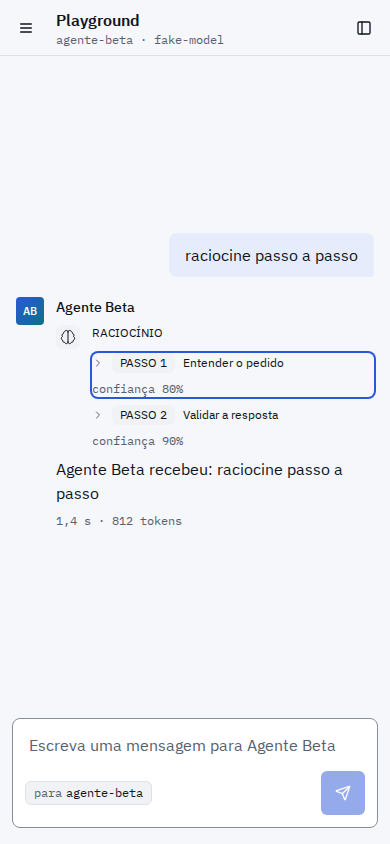 Playground
agente-beta · fake-model
raciocine passo a passo
AB
Agente Beta
RACIOCÍNIO
PASSO 1 Entender o pedido
confiança 80%
PASSO 2 Validar a resposta
confiança 90%
Agente Beta recebeu: raciocine passo a
passo
1,4 s · 812 tokens
Escreva uma mensagem para Agente Beta
para agente-beta